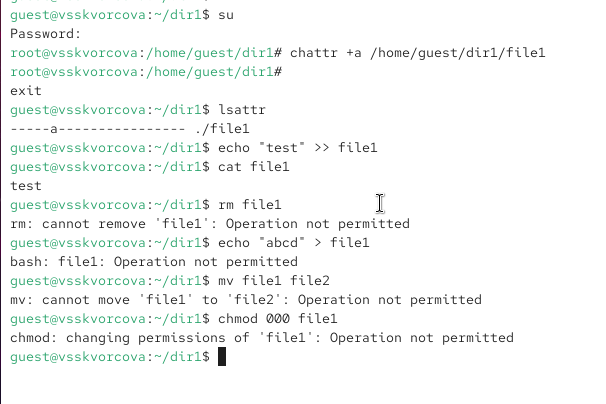 guest@vsskvorcova:~/dir1$ su
Password:
root@vsskvorcova:/home/guest/dir1# chattr +a /home/guest/dir1/file1
root@vsskvorcova:/home/guest/dir1#
exit
guest@vsskvorcova:~/dir1$ lsattr
-----a---------------- ./file1
guest@vsskvorcova:~/dir1$ echo "test" >> file1
guest@vsskvorcova:~/dir1$ cat file1
test
guest@vsskvorcova:~/dir1$ rm file1
rm: cannot remove 'file1': Operation not permitted
guest@vsskvorcova:~/dir1$ echo "abcd" > file1
bash: file1: Operation not permitted
guest@vsskvorcova:~/dir1$ mv file1 file2
mv: cannot move 'file1' to 'file2': Operation not permitted
guest@vsskvorcova:~/dir1$ chmod 000 file1
chmod: changing permissions of 'file1': Operation not permitted
guest@vsskvorcova:~/dir1$